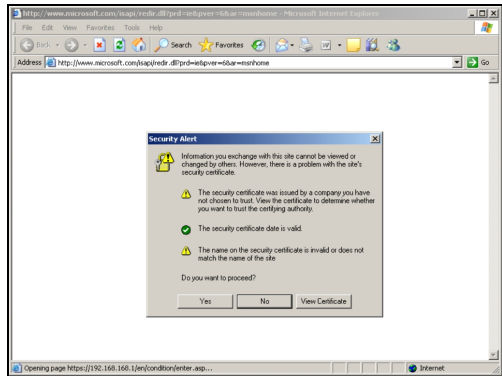 http://www.microsoft.com/isapi/redir.dll?prd=ie&pver=6&ar=msnhome - Microsoft Internet Explorer
File Edit View Favorites Tools Help
Back Search Favorites
Address http://www.microsoft.com/isapi/redir.dll?prd=ie&pver=6&ar=msnhome Go
Security Alert
Information you exchange with this site cannot be viewed or
changed by others. However, there is a problem with the site's
security certificate.
The security certificate was issued by a company you have
not chosen to trust. View the certificate to determine whether
you want to trust the certifying authority.
The security certificate date is valid.
The name on the security certificate is invalid or does not
match the name of the site
Do you want to proceed?
Yes No View Certificate
Opening page https://192.168.168.1/en/condition/enter.asp... Internet